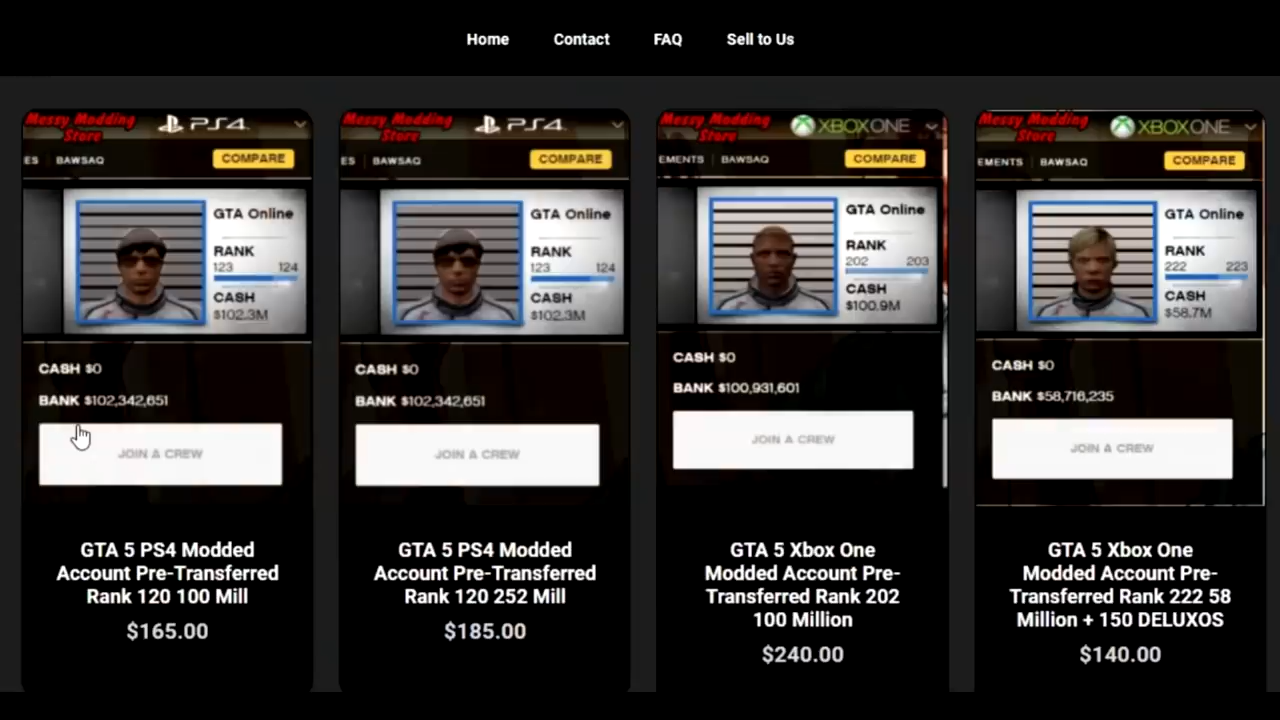 Home Contact FAQ Sell to Us
Messy Modding
Store
PS4
ES BAWSAQ COMPARE
GTA Online
RANK
123 124
CASH
$102.3M
CASH $0
BANK $102,342,651
JOIN A CREW
GTA 5 PS4 Modded
Account Pre-Transferred
Rank 120 100 Mill
$165.00
Messy Modding
Store
PS4
ES BAWSAQ COMPARE
GTA Online
RANK
123 124
CASH
$102.3M
CASH $0
BANK $102,342,651
JOIN A CREW
GTA 5 PS4 Modded
Account Pre-Transferred
Rank 120 252 Mill
$185.00
Messy Modding
Store
XBOX ONE
EMENTS BAWSAQ COMPARE
GTA Online
RANK
202 203
CASH
$100.9M
CASH $0
BANK $100,931,601
JOIN A CREW
GTA 5 Xbox One
Modded Account Pre-
Transferred Rank 202
100 Million
$240.00
Messy Modding
Store
XBOX ONE
EMENTS BAWSAQ COMPARE
GTA Online
RANK
222 223
CASH
$58.7M
CASH $0
BANK $58,716,235
JOIN A CREW
GTA 5 Xbox One
Modded Account Pre-
Transferred Rank 222 58
Million + 150 DELUXOS
$140.00